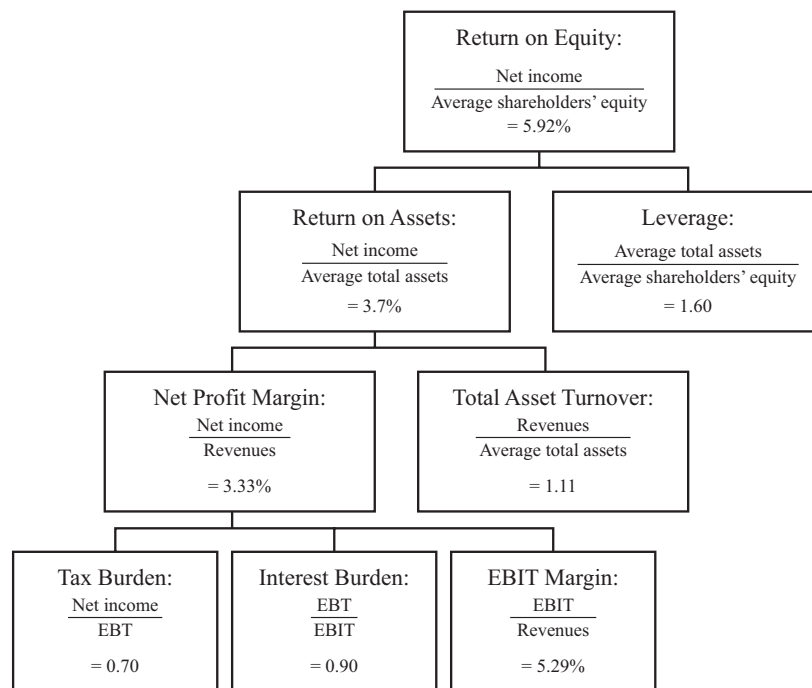 Return on Equity:
Net income
Average shareholders’ equity
= 5.92%
Return on Assets:
Net income
Average total assets
= 3.7%
Leverage:
Average total assets
Average shareholders’ equity
= 1.60
Net Profit Margin:
Net income
Revenues
= 3.33%
Total Asset Turnover:
Revenues
Average total assets
= 1.11
Tax Burden:
Net income
EBT
= 0.70
Interest Burden:
EBT
EBIT
= 0.90
EBIT Margin:
EBIT
Revenues
= 5.29%